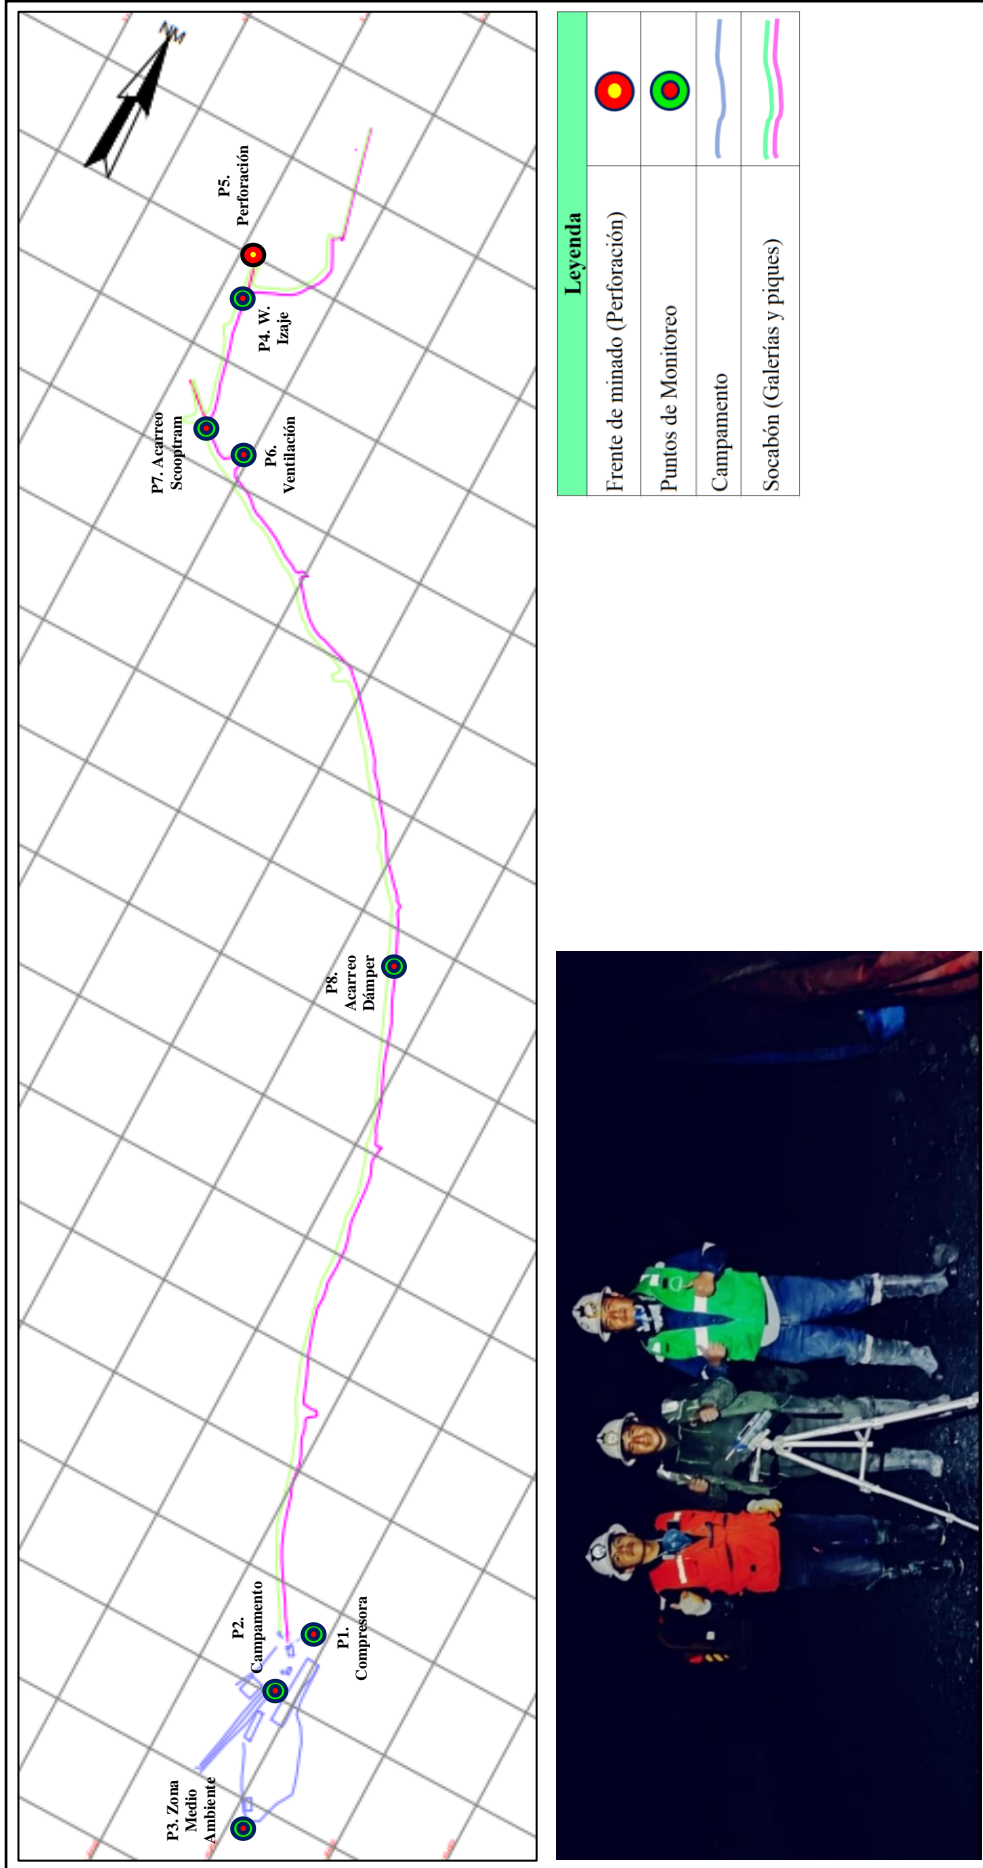 NM
P5.
Perforación
P4. W.
Izaje
P7. Acarreo
Scooptram
P6.
Ventilación
P8.
Acarreo
Dámper
P2.
Campamento
P1.
Compresora
P3. Zona
Medio
Ambiente
Leyenda
Frente de minado (Perforación)
Puntos de Monitoreo
Campamento
Socabón (Galerías y piques)